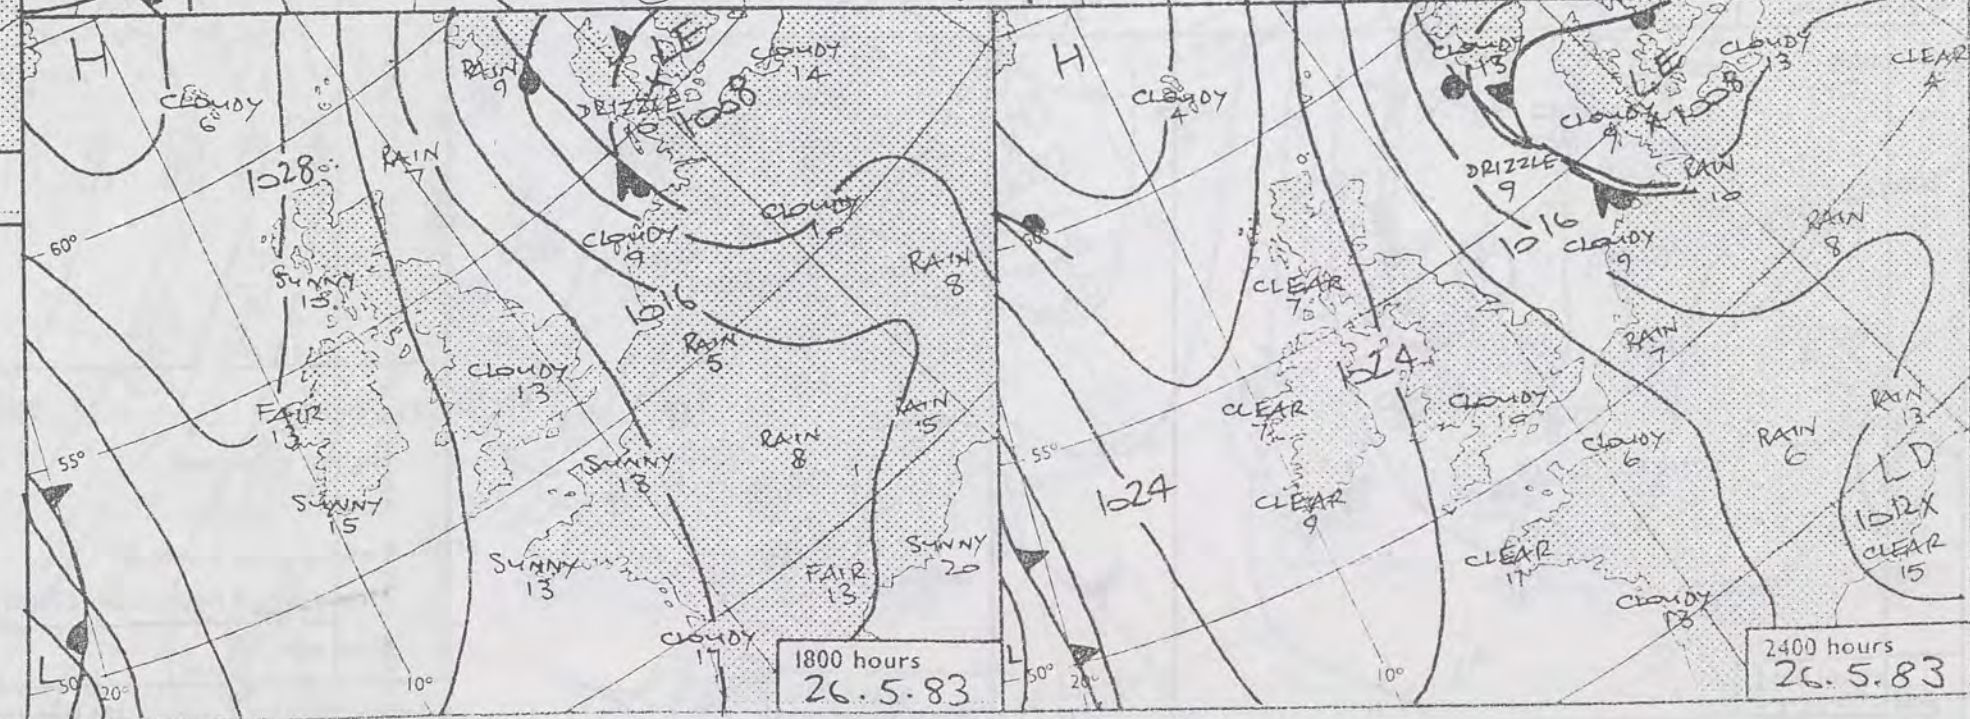 H
CLOUDY
6
1028
RAIN
7
RAIN
9
DRIZZLE
10
LE
X
1008
CLOUDY
14
60°
SUNNY
13
CLOUDY
CLOUDY
9
1016
RAIN
8
RAIN
5
CLOUDY
13
FAIR
13
55°
SUNNY
15
SUNNY
13
RAIN
8
RAIN
15
SUNNY
13
FAIR
13
SUNNY
20
CLOUDY
17
L
50°
20°
10°
1800 hours
26.5.83
H
CLOUDY
4
CLOUDY
13
LE
X 1008
CLOUDY
9
CLOUDY
13
CLEAR
4
DRIZZLE
9
RAIN
10
1016
CLOUDY
9
RAIN
8
60°
CLEAR
7
1024
RAIN
7
CLEAR
7
CLOUDY
10
CLOUDY
6
RAIN
6
RAIN
13
LD
1012X
CLEAR
15
55°
1024
CLEAR
9
CLEAR
CLOUDY
13
L
50°
20°
10°
2400 hours
26.5.83